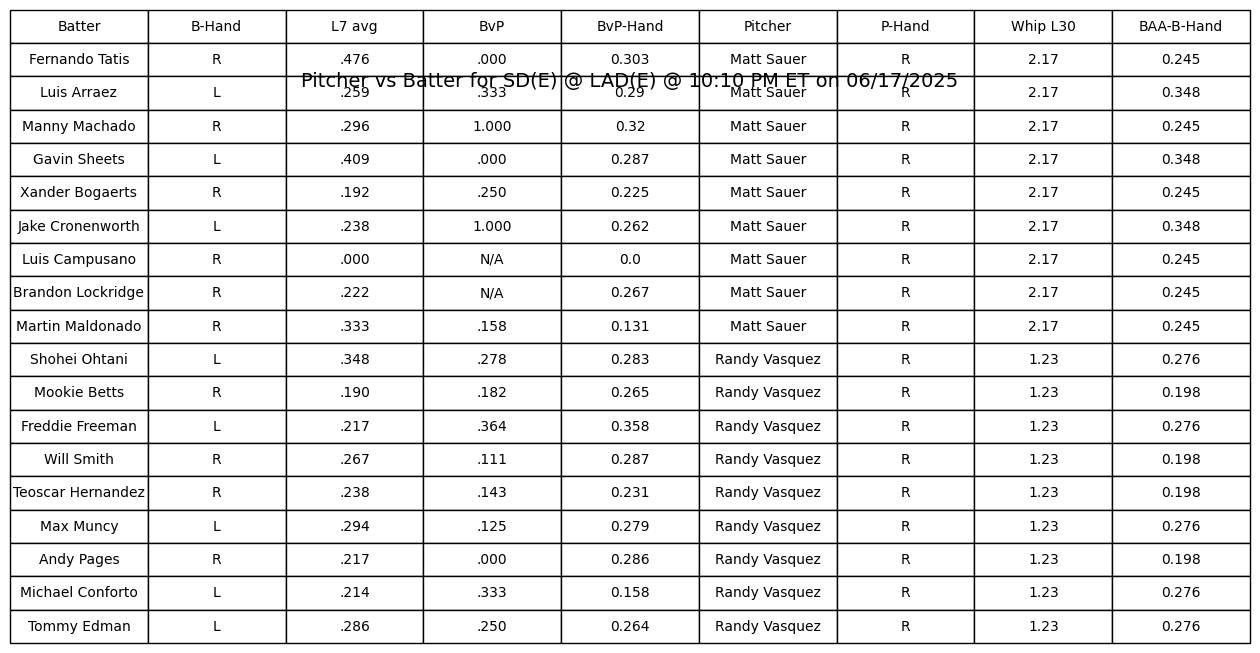 Batter B-Hand L7 avg BvP BvP-Hand Pitcher P-Hand Whip L30 BAA-B-Hand
Fernando Tatis R .476 .000 0.303 Matt Sauer R 2.17 0.245
Pitcher vs Batter for SD(E) @ LAD(E) @ 10:10 PM ET on 06/17/2025
Luis Arraez L .259 .333 0.29 Matt Sauer R 2.17 0.348
Manny Machado R .296 1.000 0.32 Matt Sauer R 2.17 0.245
Gavin Sheets L .409 .000 0.287 Matt Sauer R 2.17 0.348
Xander Bogaerts R .192 .250 0.225 Matt Sauer R 2.17 0.245
Jake Cronenworth L .238 1.000 0.262 Matt Sauer R 2.17 0.348
Luis Campusano R .000 N/A 0.0 Matt Sauer R 2.17 0.245
Brandon Lockridge R .222 N/A 0.267 Matt Sauer R 2.17 0.245
Martin Maldonado R .333 .158 0.131 Matt Sauer R 2.17 0.245
Shohei Ohtani L .348 .278 0.283 Randy Vasquez R 1.23 0.276
Mookie Betts R .190 .182 0.265 Randy Vasquez R 1.23 0.198
Freddie Freeman L .217 .364 0.358 Randy Vasquez R 1.23 0.276
Will Smith R .267 .111 0.287 Randy Vasquez R 1.23 0.198
Teoscar Hernandez R .238 .143 0.231 Randy Vasquez R 1.23 0.198
Max Muncy L .294 .125 0.279 Randy Vasquez R 1.23 0.276
Andy Pages R .217 .000 0.286 Randy Vasquez R 1.23 0.198
Michael Conforto L .214 .333 0.158 Randy Vasquez R 1.23 0.276
Tommy Edman L .286 .250 0.264 Randy Vasquez R 1.23 0.276